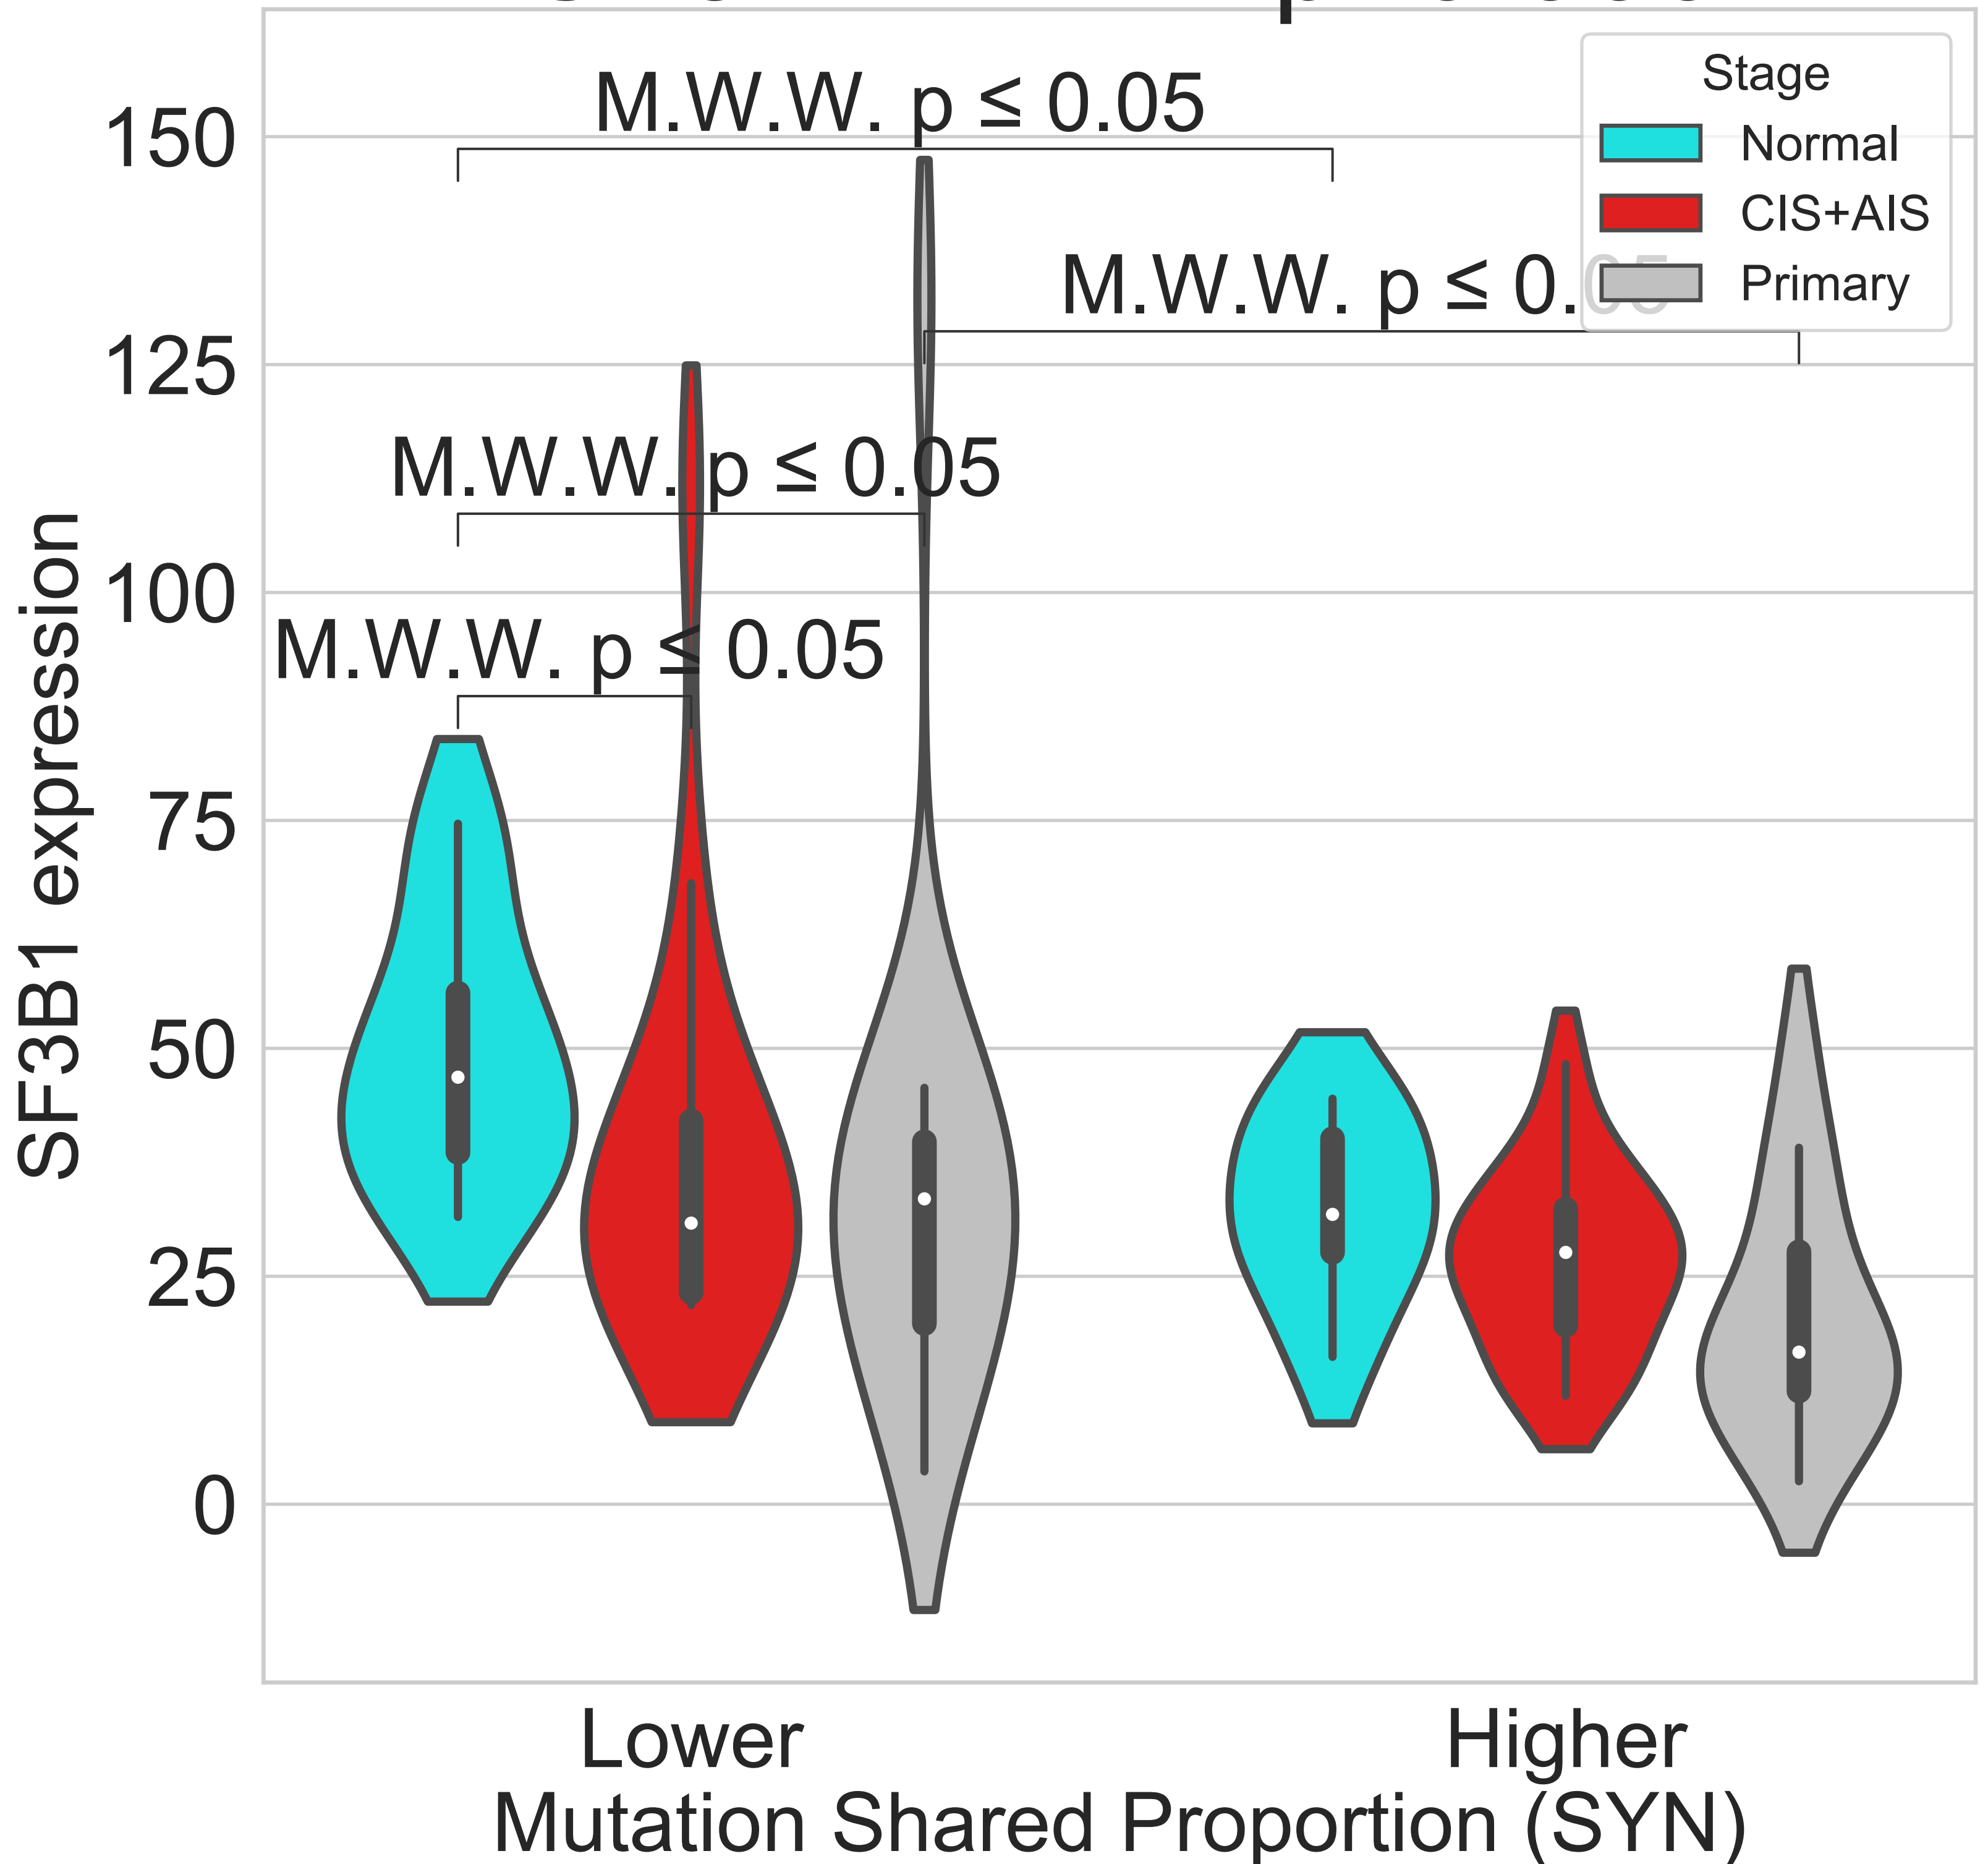 Stage
Normal
CIS+AIS
Primary
M.W.W. p ≤ 0.05
M.W.W. p ≤ 0.05
M.W.W. p ≤ 0.05
M.W.W. p ≤ 0.05
150
125
100
75
50
25
0
SF3B1 expression
Lower
Higher
Mutation Shared Proportion (SYN)